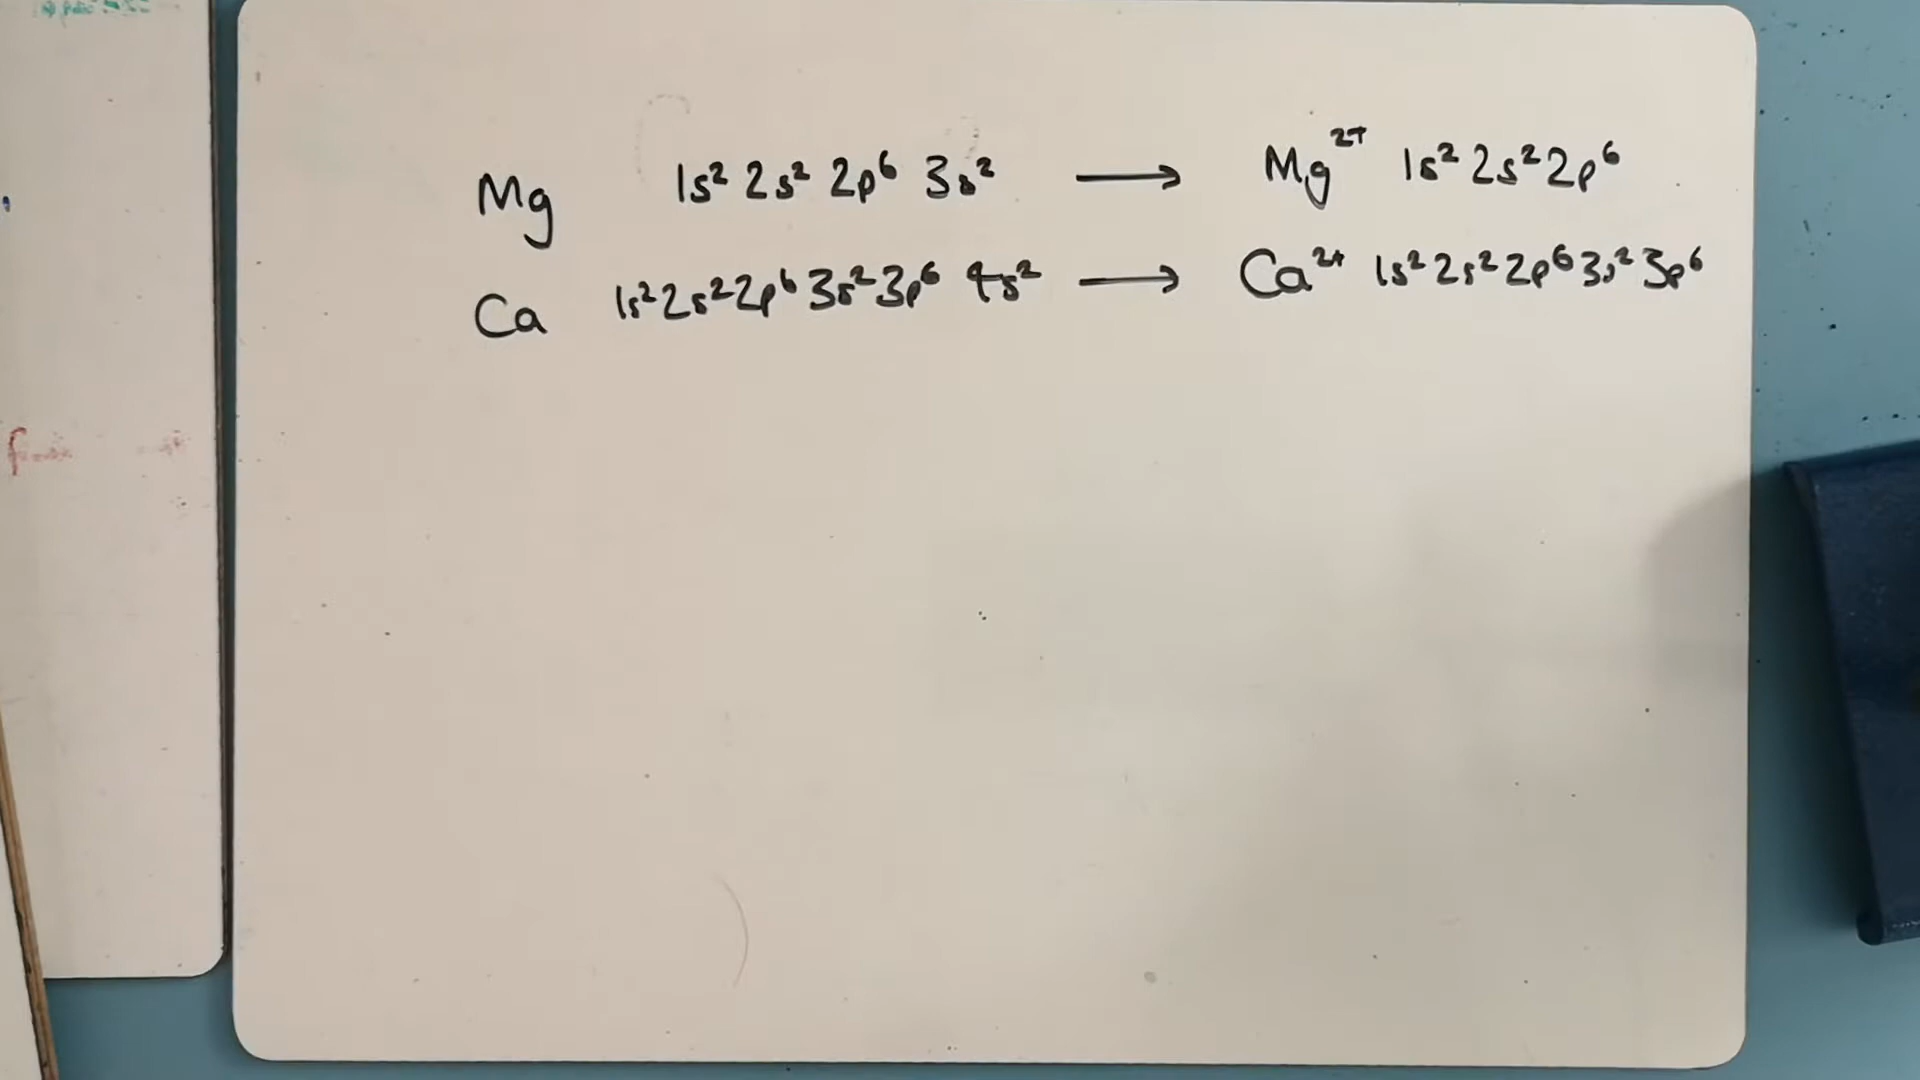 Mg 1s² 2s² 2p⁶ 3s² → Mg²⁺ 1s² 2s² 2p⁶
Ca 1s² 2s² 2p⁶ 3s² 3p⁶ 4s² → Ca²⁺ 1s² 2s² 2p⁶ 3s² 3p⁶